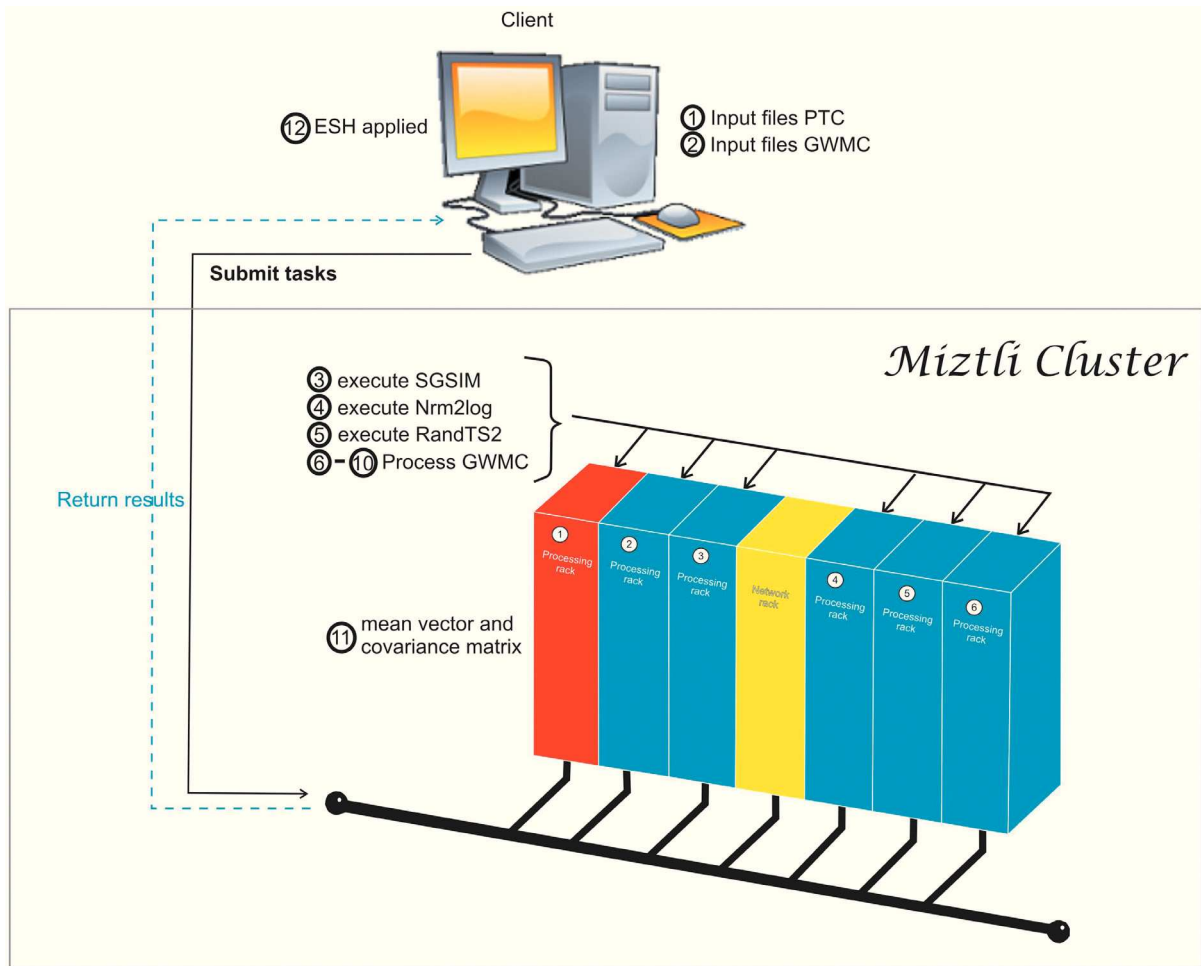 Client
12 ESH applied
1 Input files PTC
2 Input files GWMC
Submit tasks
Miztli Cluster
3 execute SGSIM
4 execute Nrm2log
5 execute RandTS2
6 - 10 Process GWMC
Return results
1
Processing
rack
2
Processing
rack
3
Processing
rack
Network
rack
4
Processing
rack
5
Processing
rack
6
Processing
rack
11 mean vector and
covariance matrix